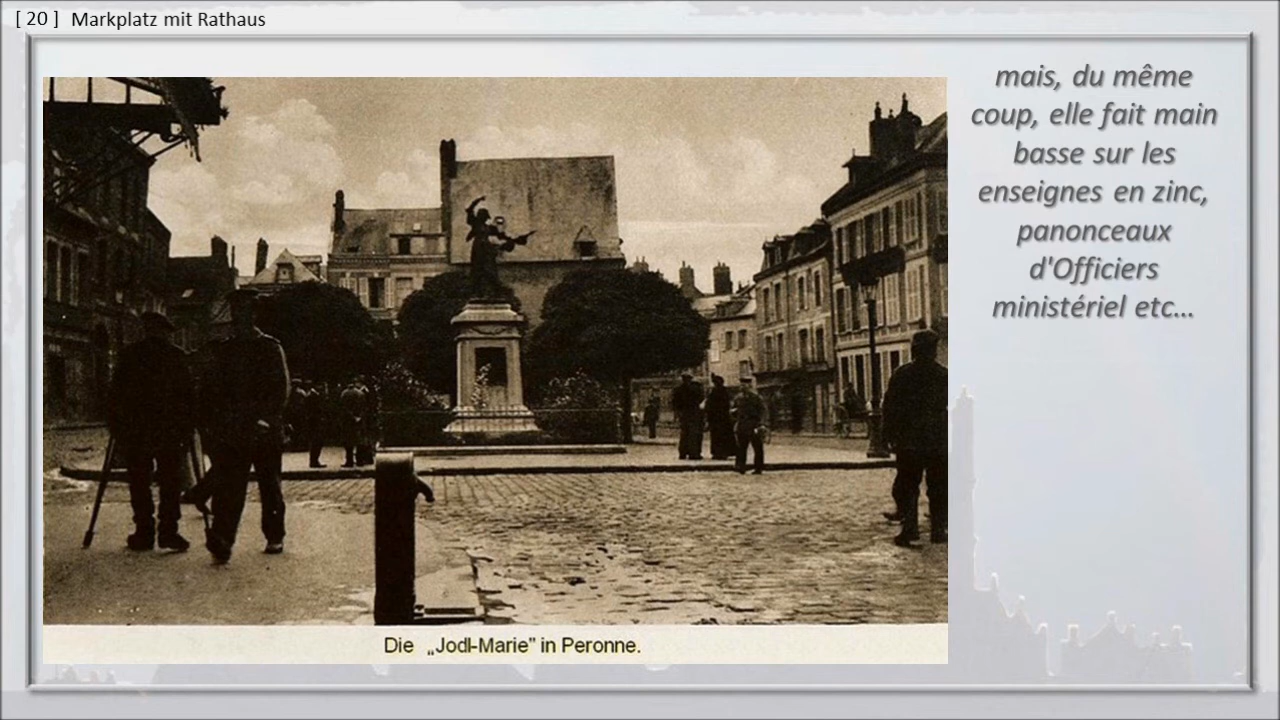 [ 20 ] Markplatz mit Rathaus
mais, du même
coup, elle fait main
basse sur les
enseignes en zinc,
panonceaux
d'Officiers
ministériel etc...
Die „Jodl-Marie" in Peronne.